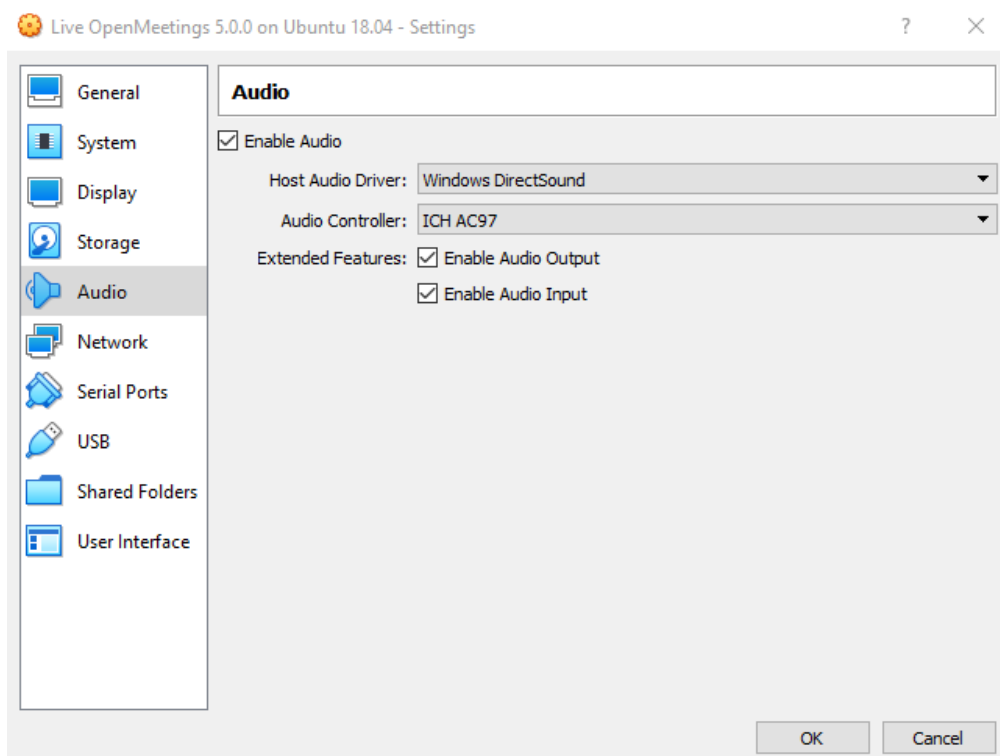 Live OpenMeetings 5.0.0 on Ubuntu 18.04 - Settings
?
General
System
Display
Storage
Audio
Network
Serial Ports
USB
Shared Folders
User Interface
Audio
Enable Audio
Host Audio Driver: Windows DirectSound
Audio Controller: ICH AC97
Extended Features: Enable Audio Output
Enable Audio Input
OK Cancel